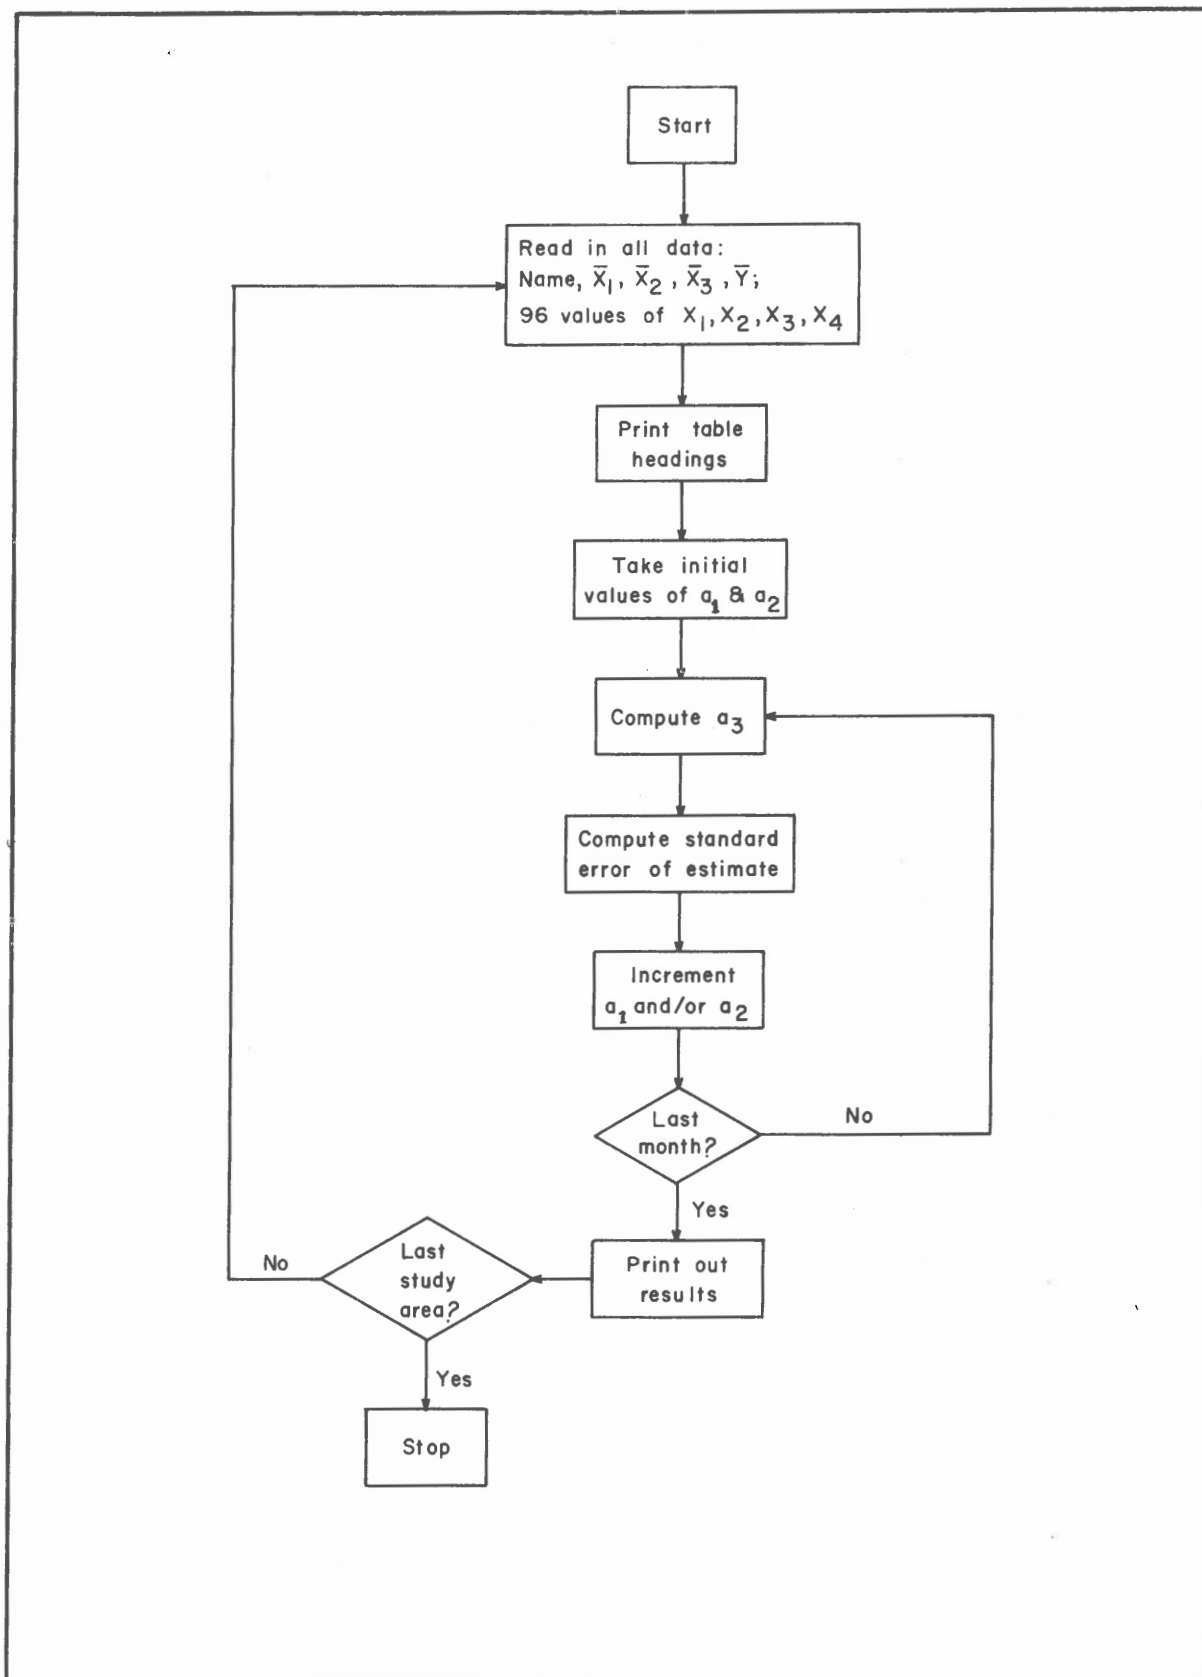 Start
Read in all data:
Name, X̅₁, X̅₂, X̅₃, Y̅;
96 values of X₁, X₂, X₃, X₄
Print table
headings
Take initial
values of a₁ & a₂
Compute a₃
Compute standard
error of estimate
Increment
a₁ and/or a₂
Last
month?
No
Yes
Print out
results
Last
study
area?
No
Yes
Stop